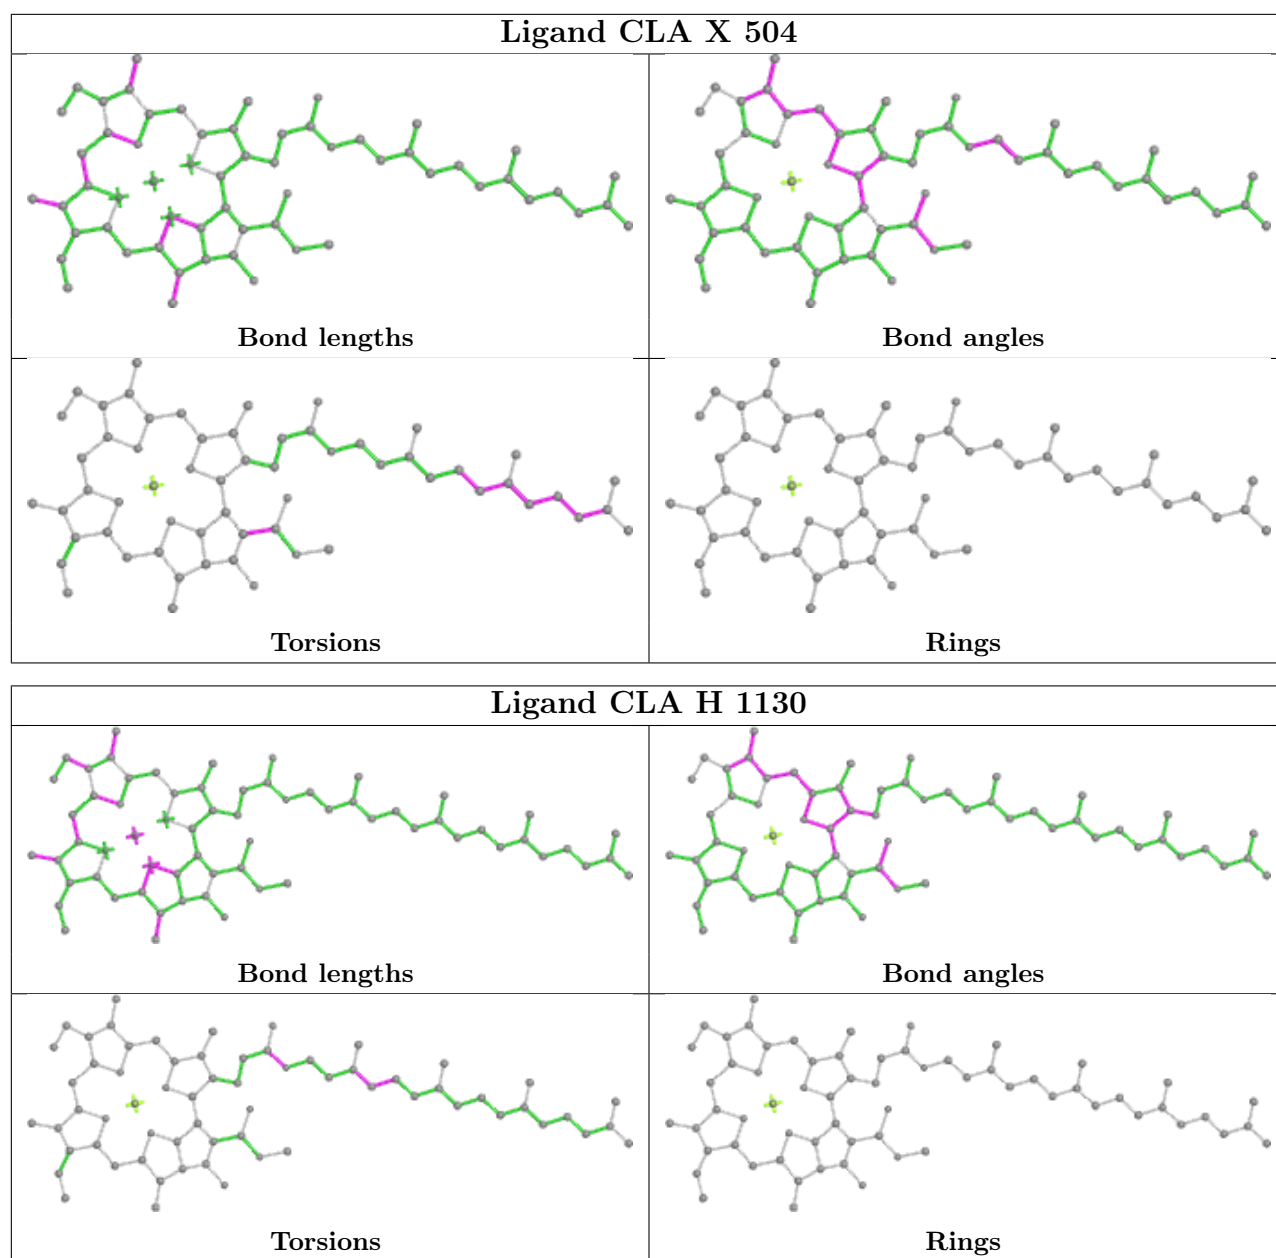 Ligand CLA X 504
Bond lengths
Bond angles
Torsions
Rings
Ligand CLA H 1130
Bond lengths
Bond angles
Torsions
Rings